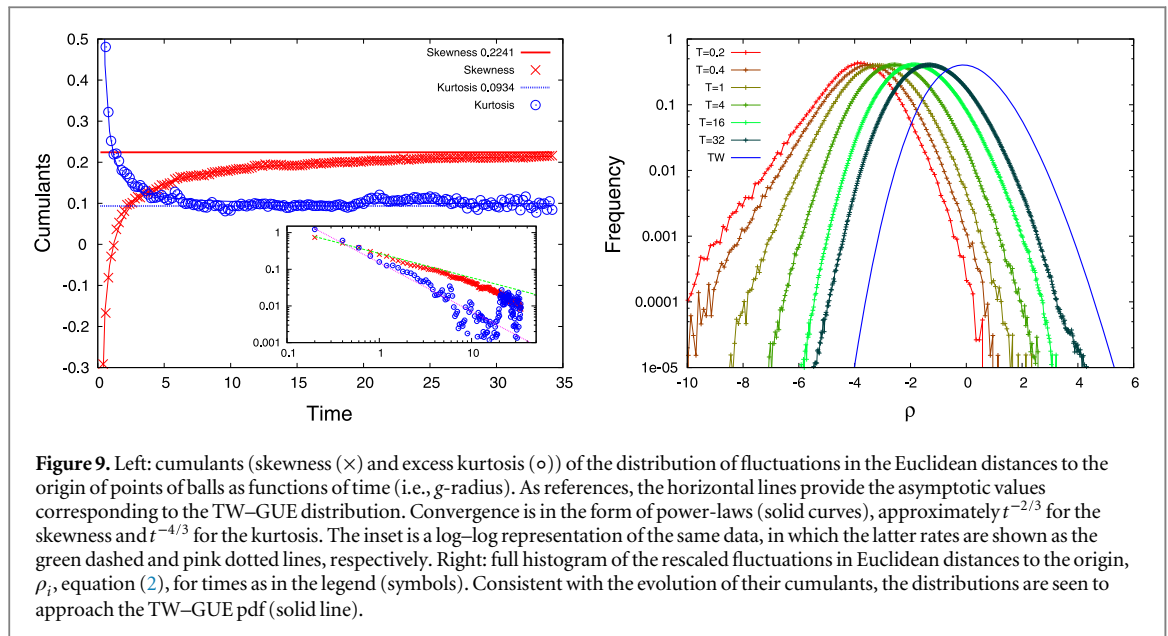 0.5
0.4
0.3
0.2
0.1
0
-0.1
-0.2
-0.3
Cumulants
0 5 10 15 20 25 30 35
Time
Skewness 0.2241
Skewness
Kurtosis 0.0934
Kurtosis
1
0.1
0.01
0.001
0.1 1 10
1
0.1
0.01
0.001
0.0001
1e-05
Frequency
-10 -8 -6 -4 -2 0 2 4 6
ρ
T=0.2
T=0.4
T=1
T=4
T=16
T=32
TW
Figure 9. Left: cumulants (skewness (×) and excess kurtosis (○)) of the distribution of fluctuations in the Euclidean distances to the
origin of points of balls as functions of time (i.e., g-radius). As references, the horizontal lines provide the asymptotic values
corresponding to the TW–GUE distribution. Convergence is in the form of power-laws (solid curves), approximately t^{−2/3} for the
skewness and t^{−4/3} for the kurtosis. The inset is a log–log representation of the same data, in which the latter rates are shown as the
green dashed and pink dotted lines, respectively. Right: full histogram of the rescaled fluctuations in Euclidean distances to the origin,
ρ_i, equation (2), for times as in the legend (symbols). Consistent with the evolution of their cumulants, the distributions are seen to
approach the TW–GUE pdf (solid line).